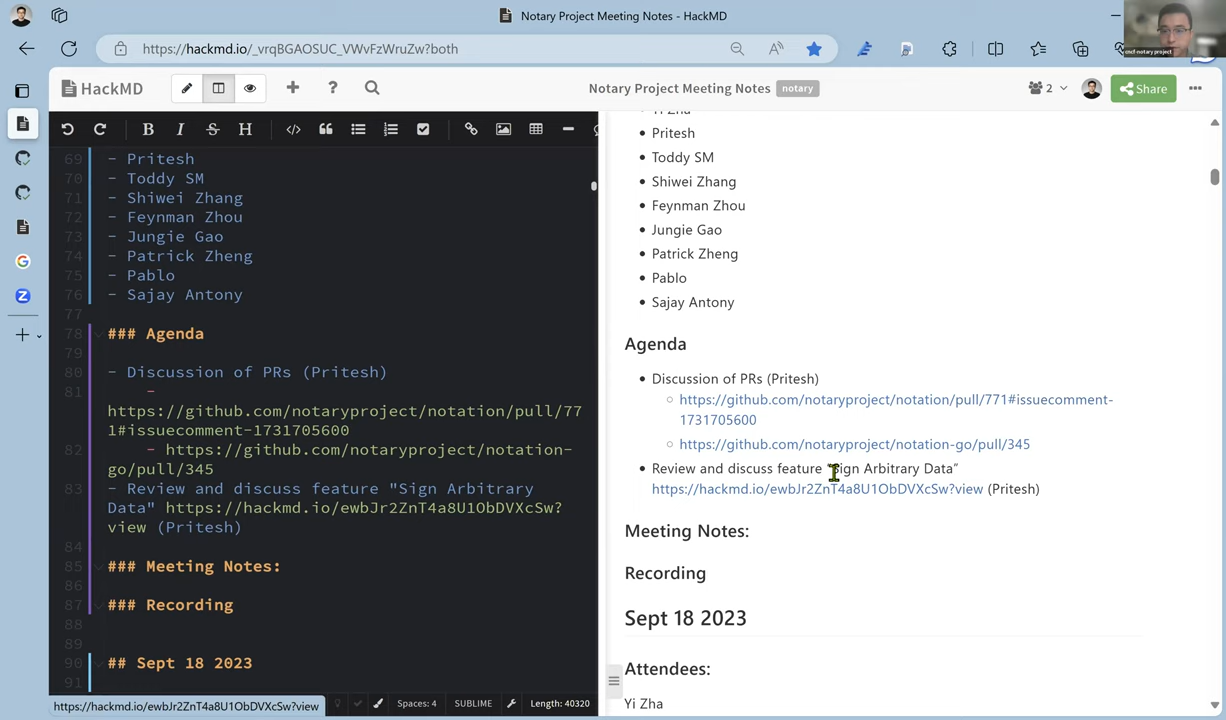 Notary Project Meeting Notes - HackMD
https://hackmd.io/_vrqBGAOSUC_VWvFzWruZw?both
cncf-notary project
HackMD
Notary Project Meeting Notes notary
2
Share
69 - Pritesh
70 - Toddy SM
71 - Shiwei Zhang
72 - Feynman Zhou
73 - Jungie Gao
74 - Patrick Zheng
75 - Pablo
76 - Sajay Antony
77
78 ### Agenda
79
80 - Discussion of PRs (Pritesh)
81 -
https://github.com/notaryproject/notation/pull/77
1#issuecomment-1731705600
82 - https://github.com/notaryproject/notation-
go/pull/345
83 - Review and discuss feature "Sign Arbitrary
Data" https://hackmd.io/ewbJr2ZnT4a8U1ObDVXcSw?
view (Pritesh)
84
85 ### Meeting Notes:
86
87 ### Recording
88
89
90 ## Sept 18 2023
91
https://hackmd.io/ewbJr2ZnT4a8U1ObDVXcSw?view
Spaces: 4 SUBLIME Length: 40320
Yi Zha
Pritesh
Toddy SM
Shiwei Zhang
Feynman Zhou
Jungie Gao
Patrick Zheng
Pablo
Sajay Antony
Agenda
Discussion of PRs (Pritesh)
https://github.com/notaryproject/notation/pull/771#issuecomment-
1731705600
https://github.com/notaryproject/notation-go/pull/345
Review and discuss feature "Sign Arbitrary Data"
https://hackmd.io/ewbJr2ZnT4a8U1ObDVXcSw?view (Pritesh)
Meeting Notes:
Recording
Sept 18 2023
Attendees:
Yi Zha